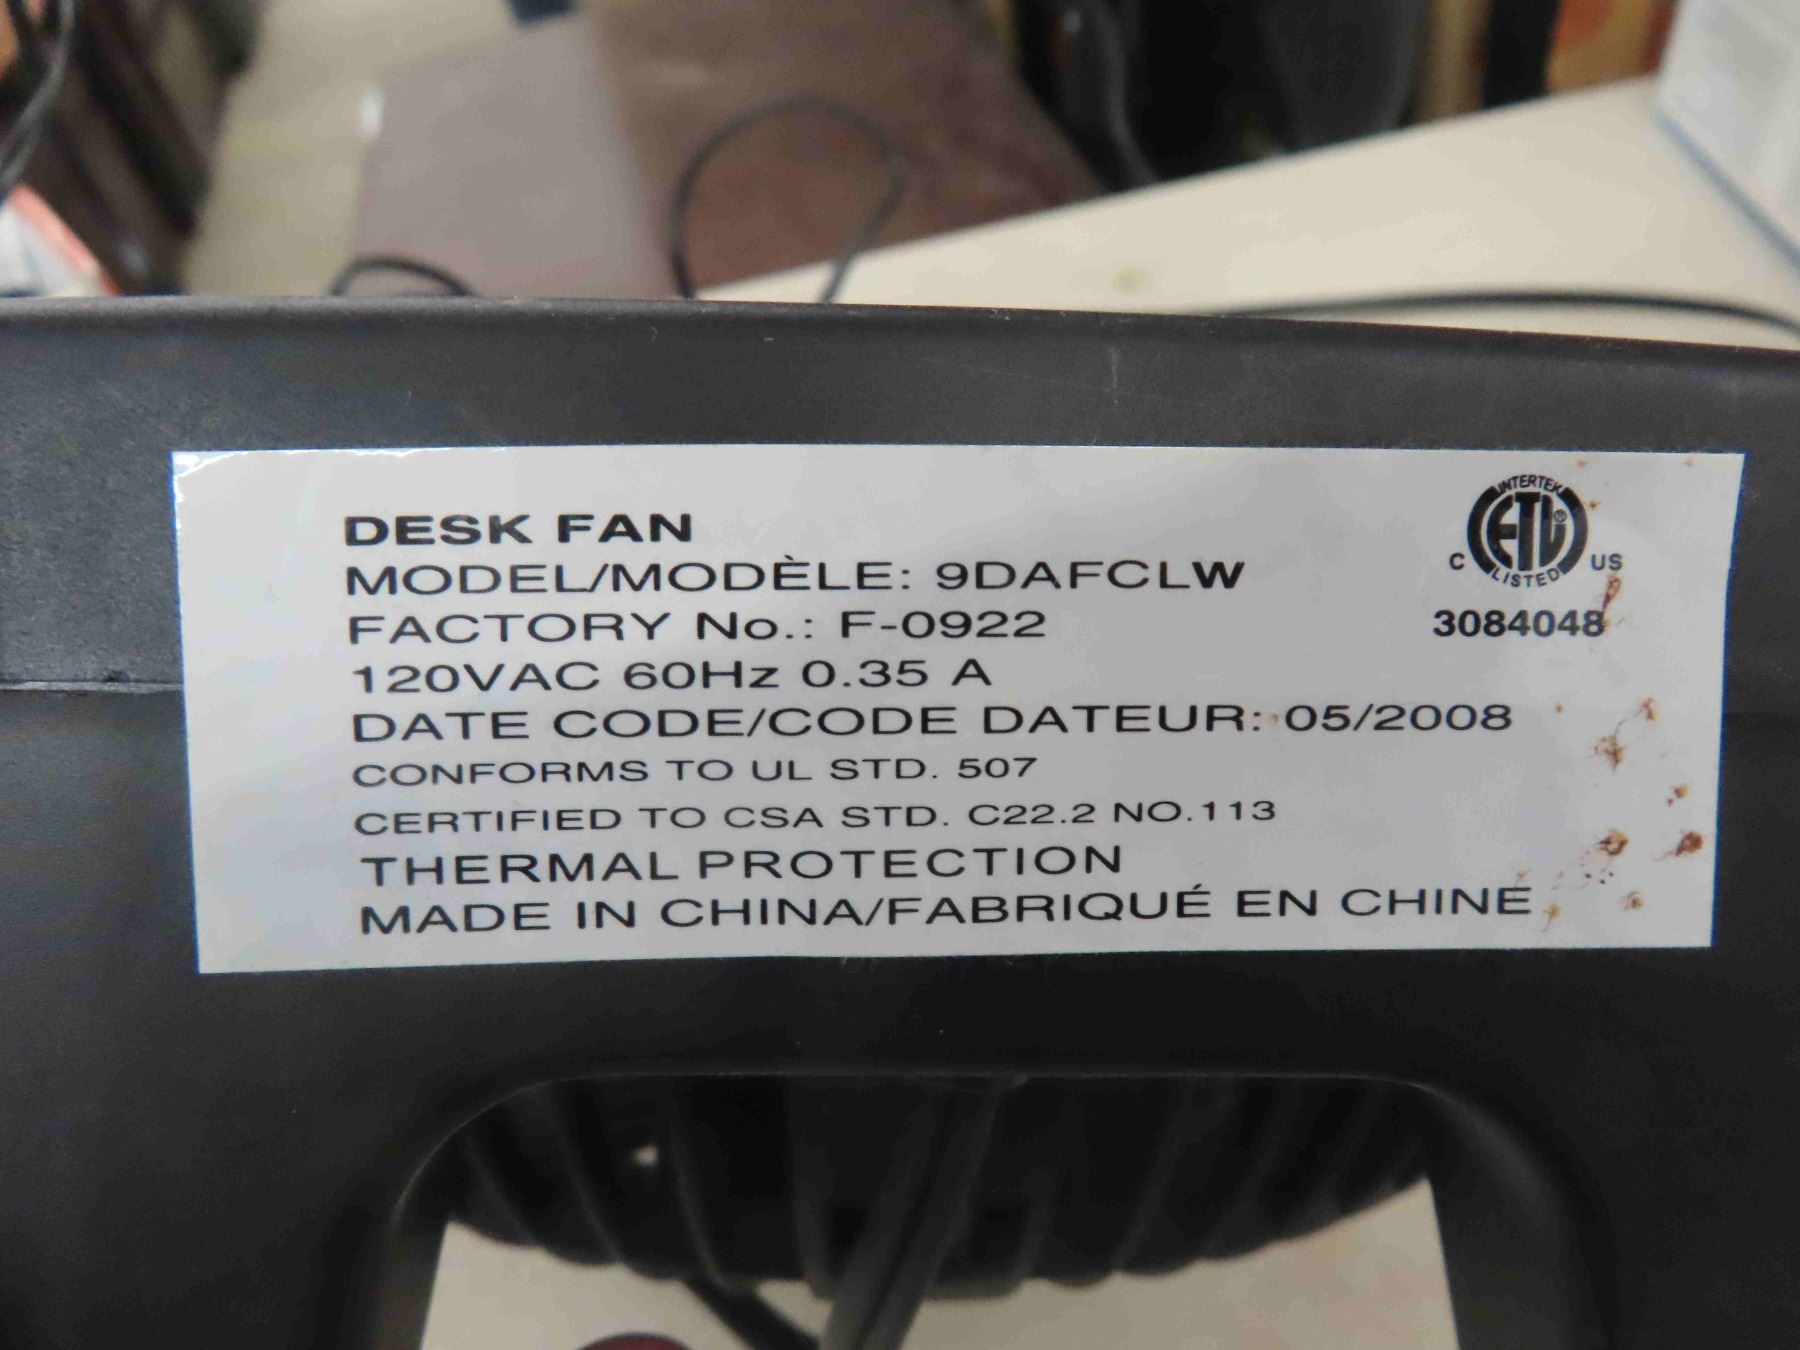 DESK FAN
MODEL/MODÈLE: 9DAFCLW
FACTORY No.: F-0922
120VAC 60Hz 0.35 A
DATE CODE/CODE DATEUR: 05/2008
CONFORMS TO UL STD. 507
CERTIFIED TO CSA STD. C22.2 NO.113
THERMAL PROTECTION
MADE IN CHINA/FABRIQUÉ EN CHINE
INTERTEK
C ETL® US
LISTED
3084048